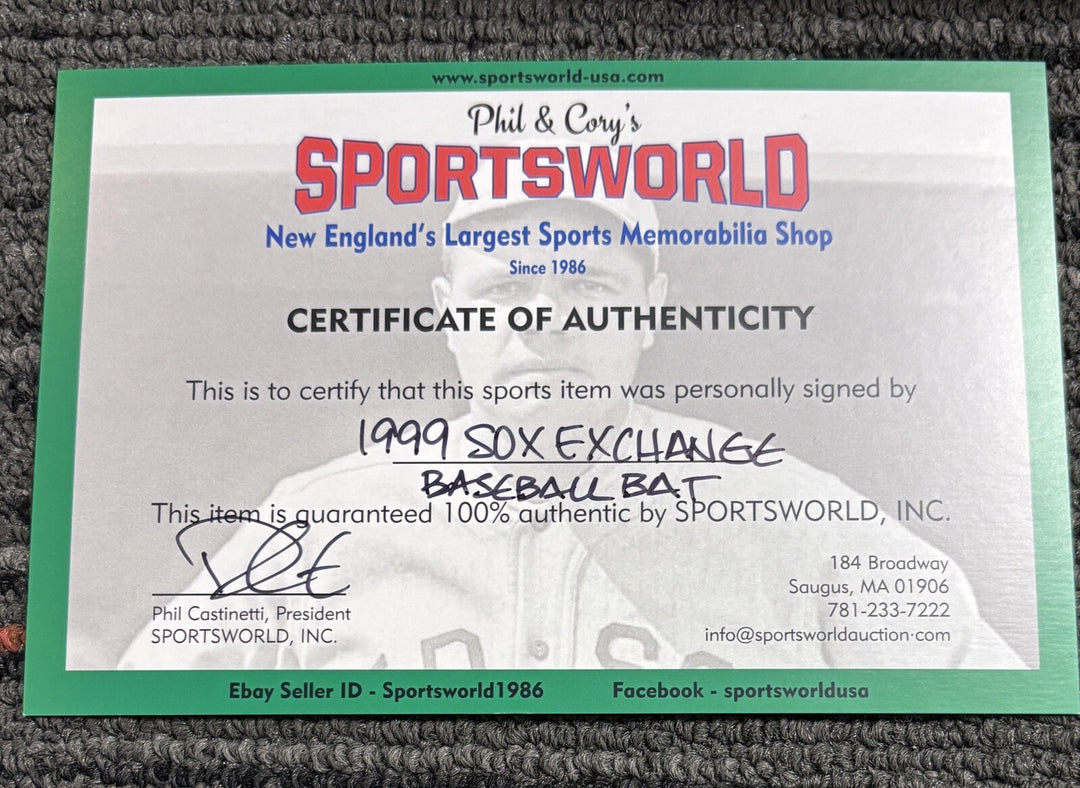 www.sportsworld-usa.com
Phil & Cory's
SPORTSWORLD
New England's Largest Sports Memorabilia Shop
Since 1986
CERTIFICATE OF AUTHENTICITY
This is to certify that this sports item was personally signed by
1999 SOX EXCHANGE
BASEBALL BAT
This item is guaranteed 100% authentic by SPORTSWORLD, INC.
Phil Castinetti, President
SPORTSWORLD, INC.
184 Broadway
Saugus, MA 01906
781-233-7222
info@sportsworldauction.com
Ebay Seller ID - Sportsworld1986
Facebook - sportsworldusa